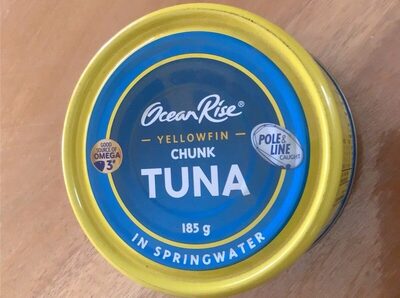 Ocean Rise®
YELLOWFIN
CHUNK
TUNA
GOOD
SOURCE OF
OMEGA
3
POLE &
LINE
CAUGHT
185 g
IN SPRINGWATER